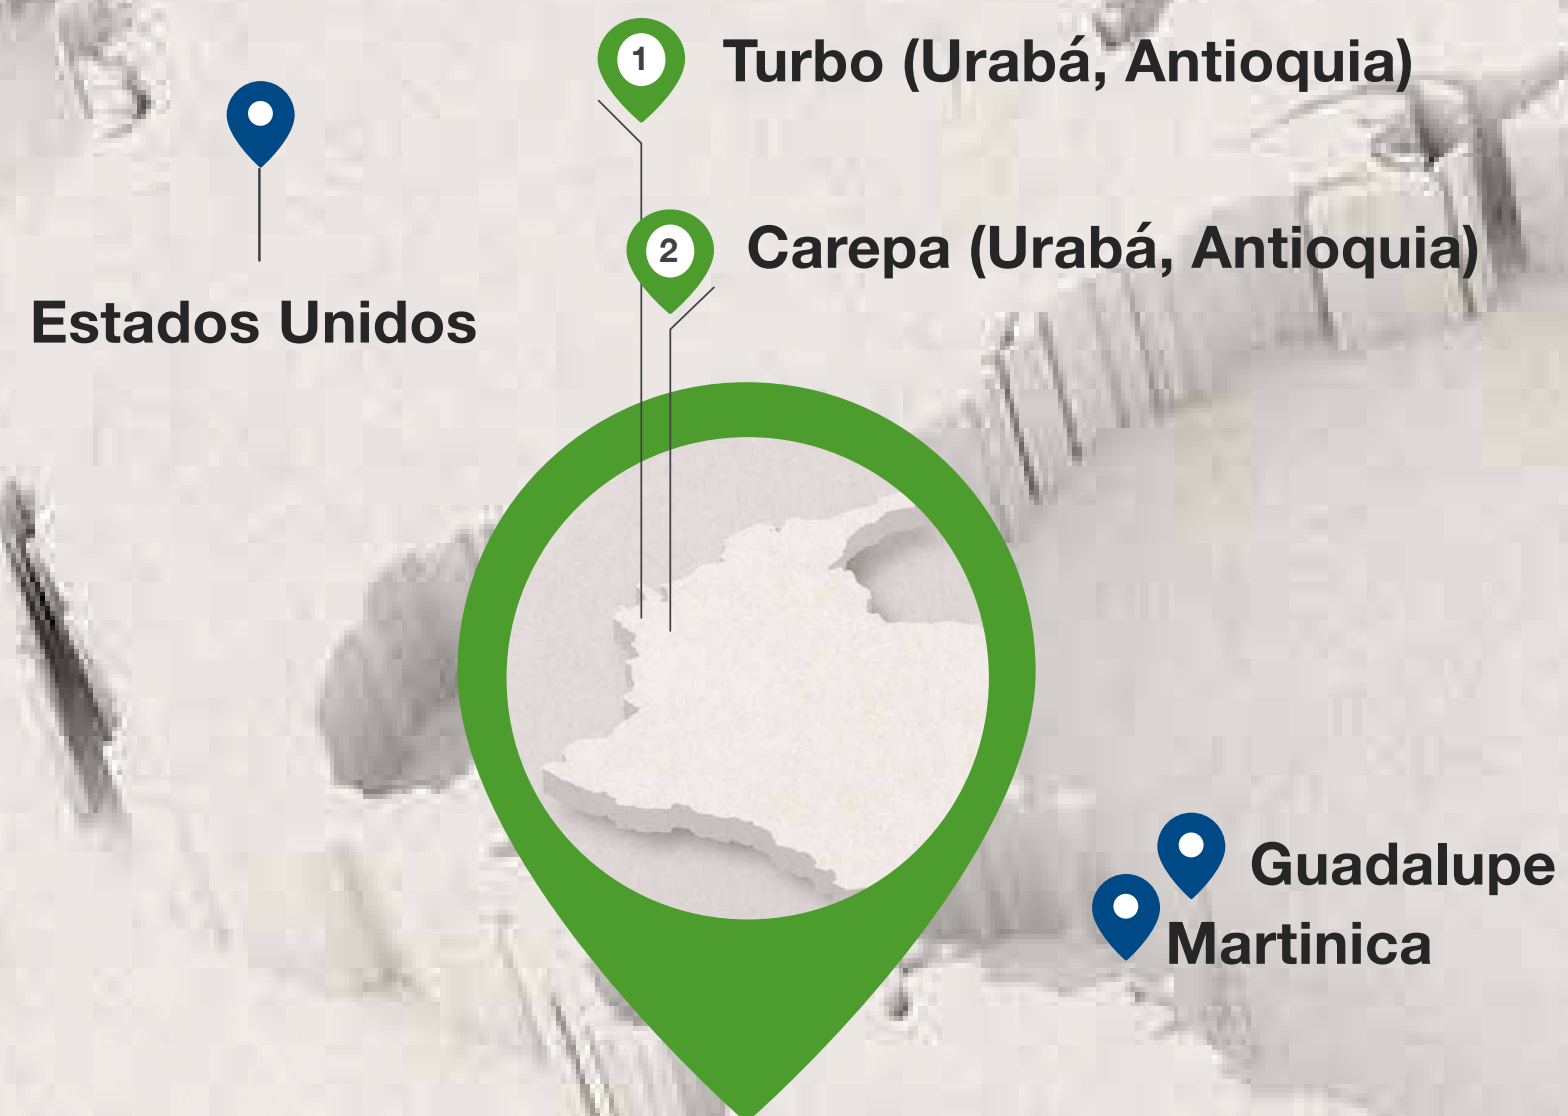 1 Turbo (Urabá, Antioquia)
2 Carepa (Urabá, Antioquia)
Estados Unidos
Guadalupe
Martinica